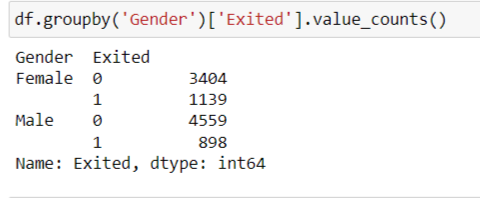 df.groupby('Gender')['Exited'].value_counts()
Gender  Exited
Female  0         3404
        1         1139
Male    0         4559
        1          898
Name: Exited, dtype: int64